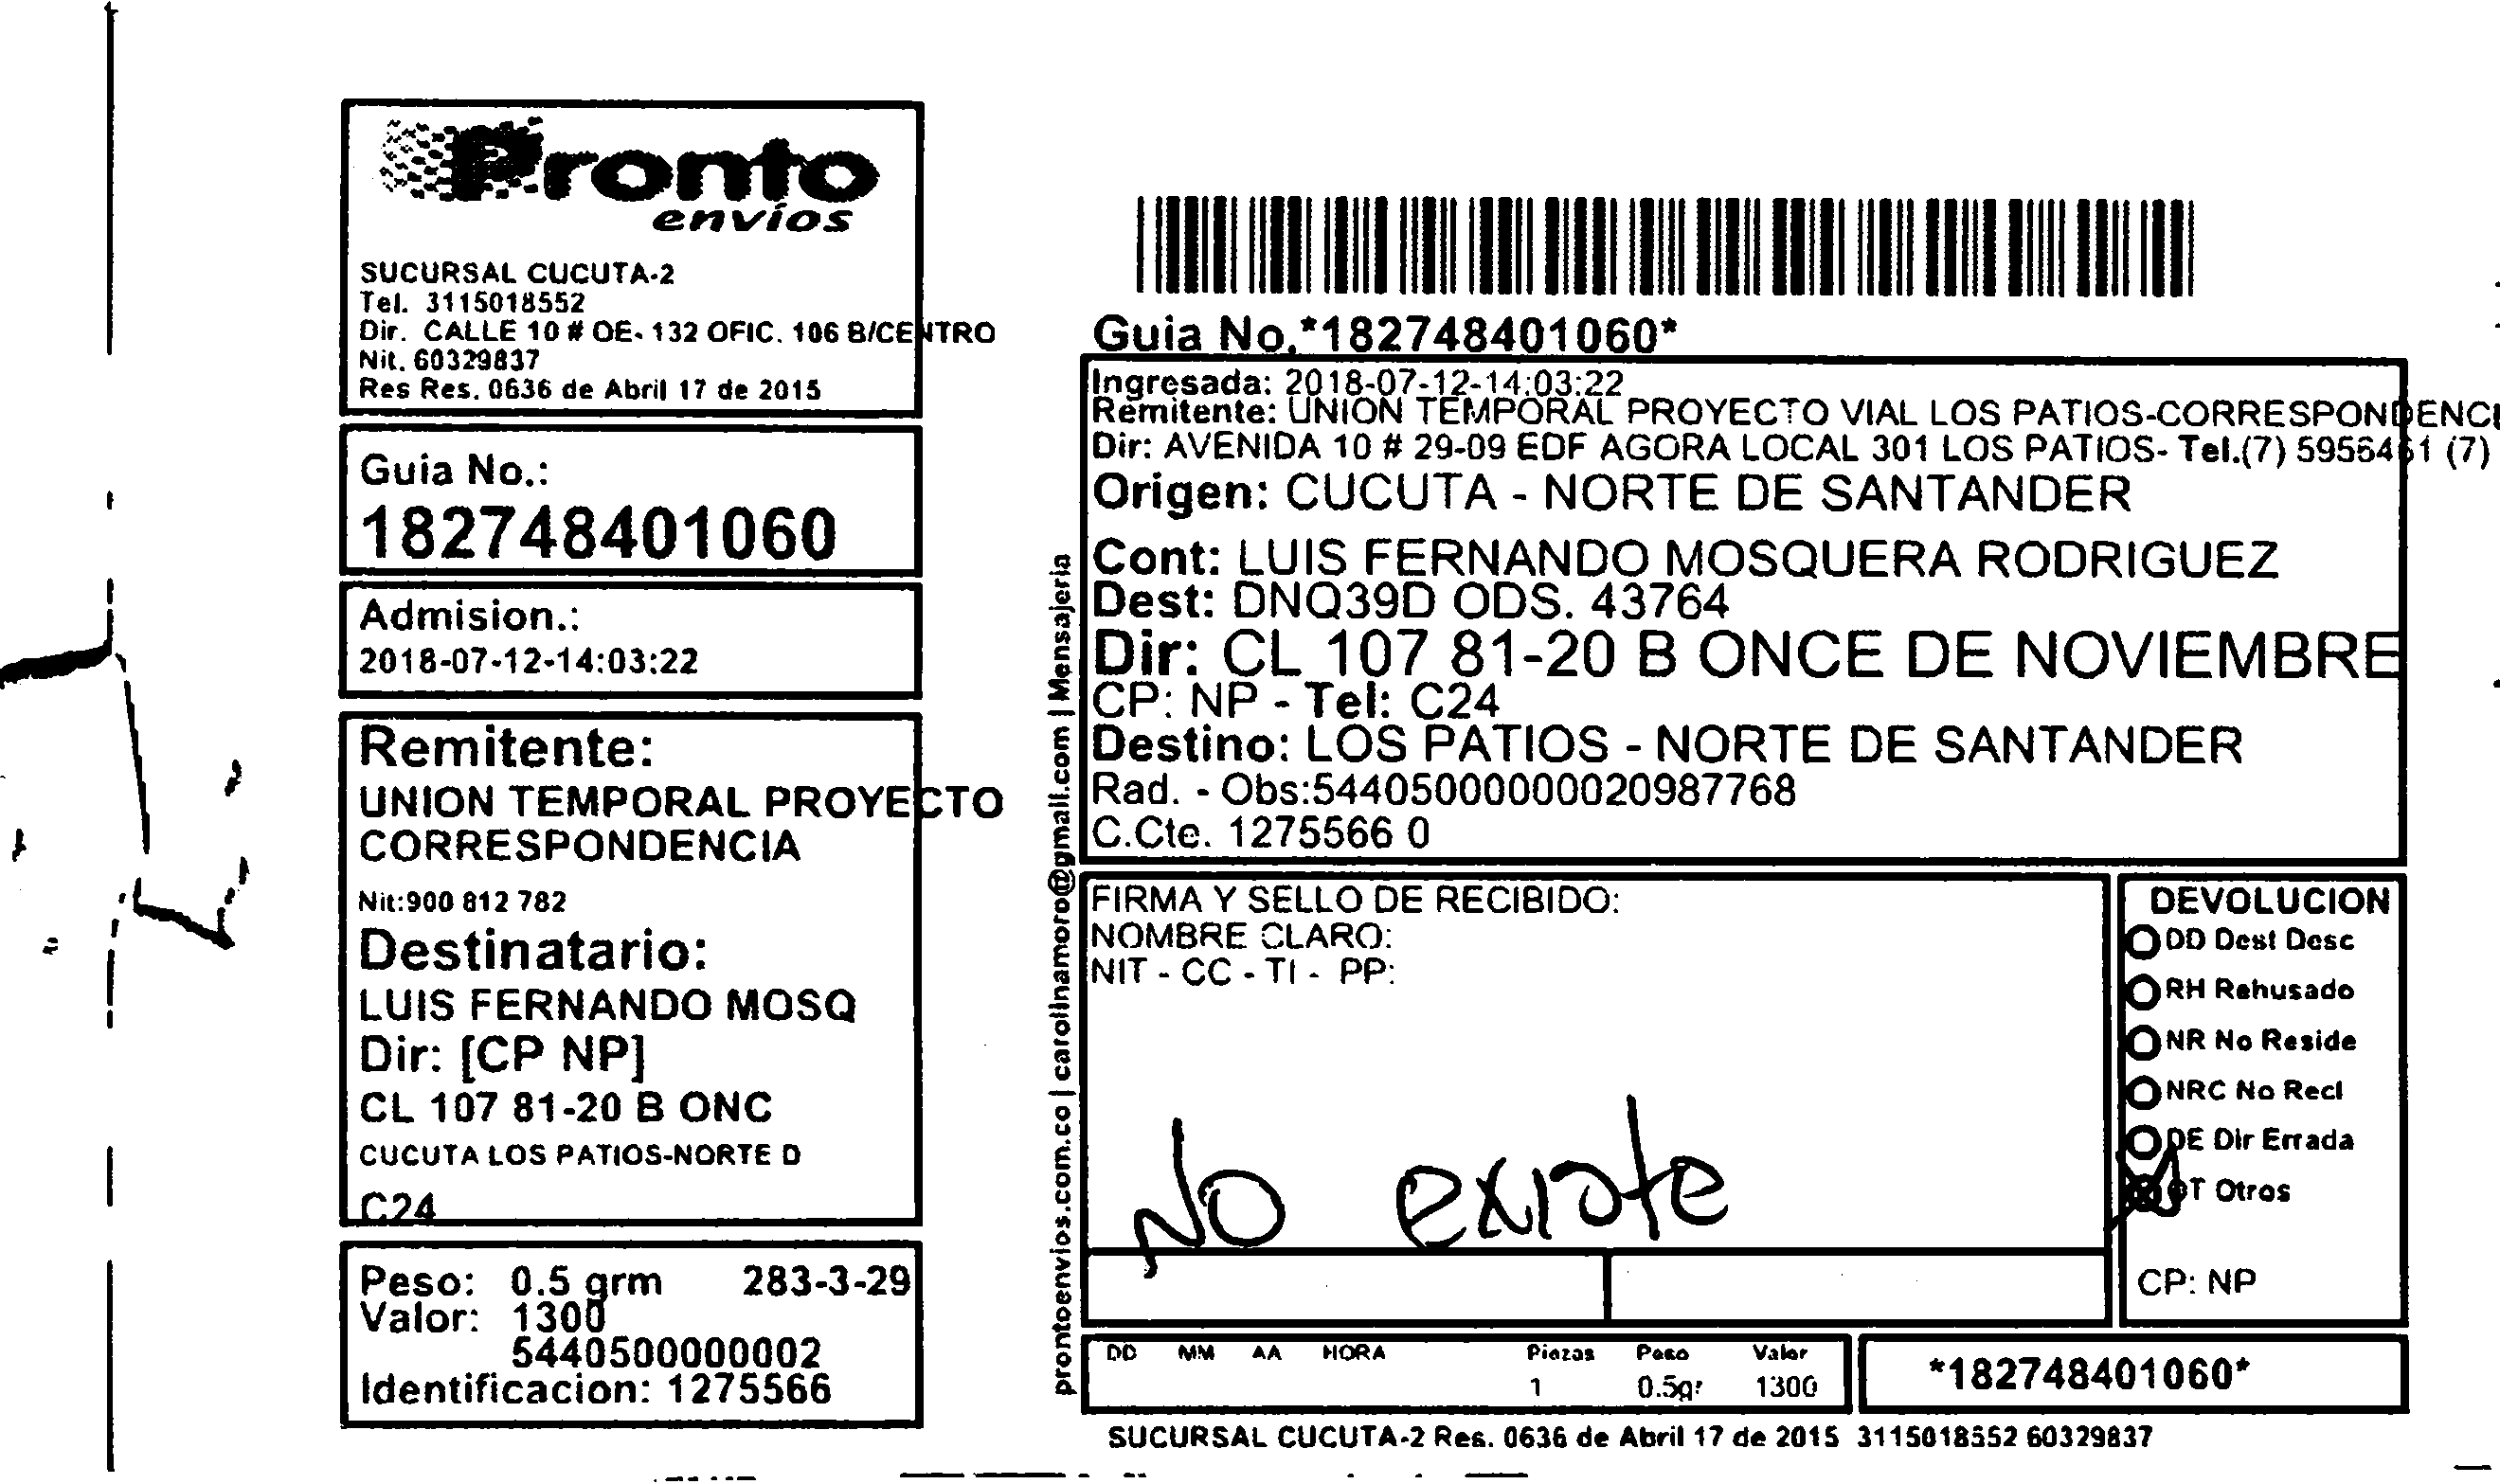 Pronto
envíos
SUCURSAL CUCUTA-2
Tel. 3115018552
Dir. CALLE 10 # OE- 132 OFIC. 106 B/CENTRO
Nit. 60329837
Res Res. 0636 de Abril 17 de 2015
Guia No.:
182748401060
Admision.:
2018-07-12-14:03:22
Remitente:
UNION TEMPORAL PROYECTO
CORRESPONDENCIA
Nit:900 812 782
Destinatario:
LUIS FERNANDO MOSQ
Dir: [CP NP]
CL 107 81-20 B ONC
CUCUTA LOS PATIOS-NORTE D
C24
Peso: 0.5 grm 283-3-29
Valor: 1300
5440500000002
Identificacion: 1275566
prontoenvios.com.co | carolinamoro@gmail.com | Mensajeria
Guia No.*182748401060*
Ingresada: 2018-07-12-14:03:22
Remitente: UNION TEMPORAL PROYECTO VIAL LOS PATIOS-CORRESPONDENCI
Dir: AVENIDA 10 # 29-09 EDF AGORA LOCAL 301 LOS PATIOS- Tel.(7) (7)
Origen: CUCUTA - NORTE DE SANTANDER
Cont: LUIS FERNANDO MOSQUERA RODRIGUEZ
Dest: DNQ39D ODS. 43764
Dir: CL 107 81-20 B ONCE DE NOVIEMBRE
CP: NP - Tel: C24
Destino: LOS PATIOS - NORTE DE SANTANDER
Rad. - Obs:544050000000020987768
C.Cte. 1275566 0
FIRMA Y SELLO DE RECIBIDO:
NOMBRE CLARO:
NIT - CC - TI - PP:
No existe
DEVOLUCION
DD Dest Desc
RH Rehusado
NR No Reside
NRC No Recl
DE Dir Errada
OT Otros
CP: NP
DD MM AA HORA Piezas Peso Valor
1 0.5gr 1300
*182748401060*
SUCURSAL CUCUTA-2 Res. 0636 de Abril 17 de 2015 3115018552 60329837